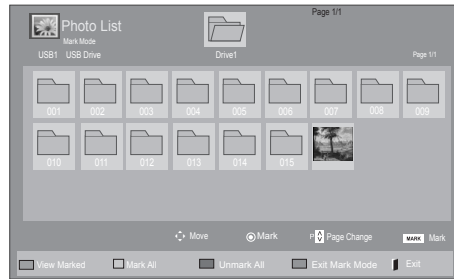 Page 1/1
Photo List
Mark Mode
USB1 USB Drive Drive1 Page 1/1
001 002 003 004 005 006 007 008 009
010 011 012 013 014 015
Move Mark P Page Change MARK Mark
View Marked Mark All Unmark All Exit Mark Mode Exit